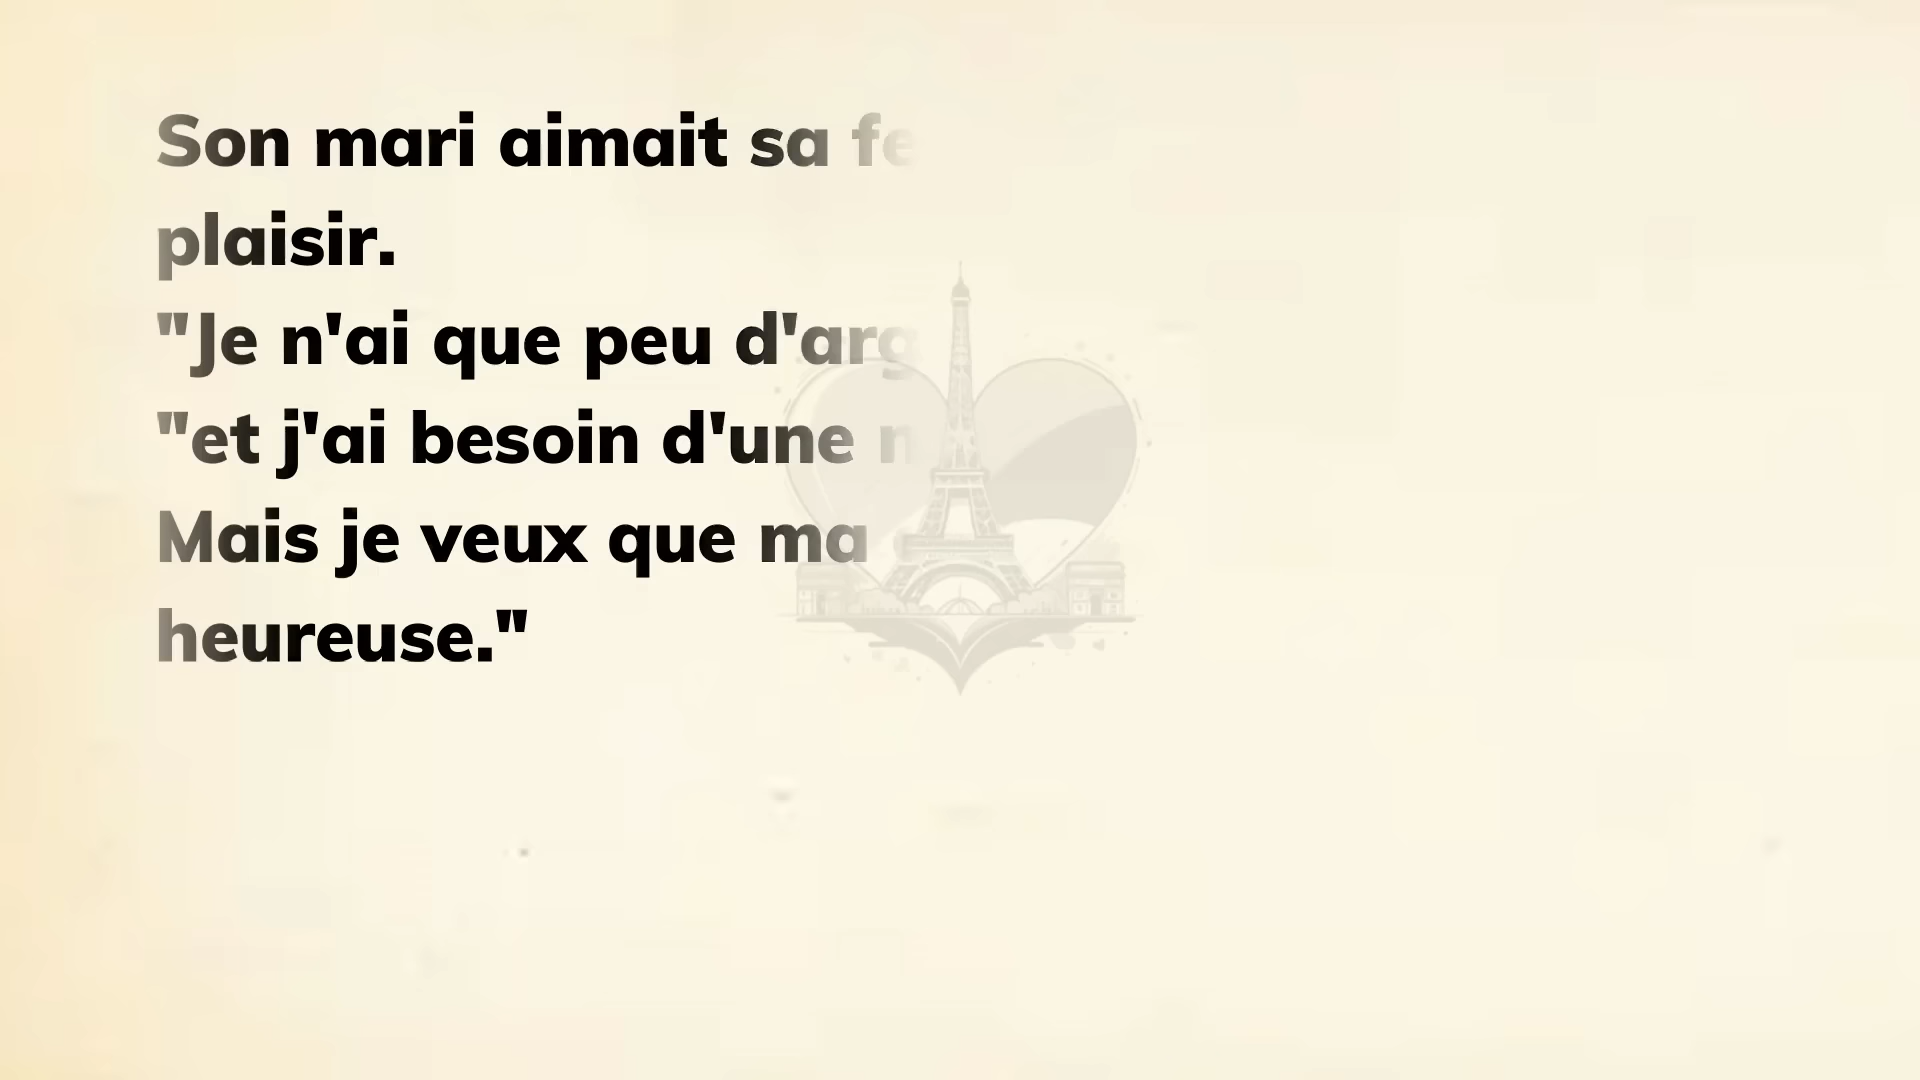 Son mari aimait sa
plaisir.
"Je n'ai que peu
"et j'ai besoin d'une
Mais je veux que ma
heureuse."